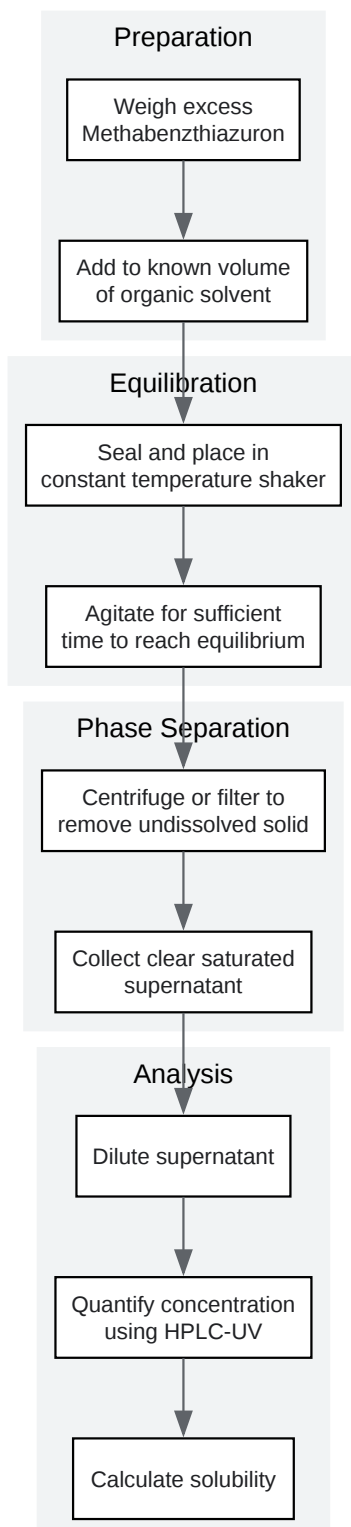 Preparation
Weigh excess
Methabenzthiazuron
Add to known volume
of organic solvent
Equilibration
Seal and place in
constant temperature shaker
Agitate for sufficient
time to reach equilibrium
Phase Separation
Centrifuge or filter to
remove undissolved solid
Collect clear saturated
supernatant
Analysis
Dilute supernatant
Quantify concentration
using HPLC-UV
Calculate solubility